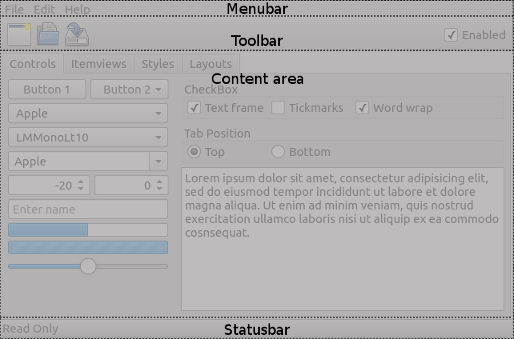 File Edit Help Menubar
Toolbar
Enabled
Controls Itemviews Styles Layouts
Content area
Button 1 Button 2
CheckBox
Apple
Text frame Tickmarks Word wrap
LMMonoLt10
Tab Position
Apple
Top Bottom
-20 0
Enter name
Lorem ipsum dolor sit amet, consectetur adipisicing elit,
sed do eiusmod tempor incididunt ut labore et dolore
magna aliqua. Ut enim ad minim veniam, quis nostrud
exercitation ullamco laboris nisi ut aliquip ex ea commodo
cosnsequat.
Read Only Statusbar